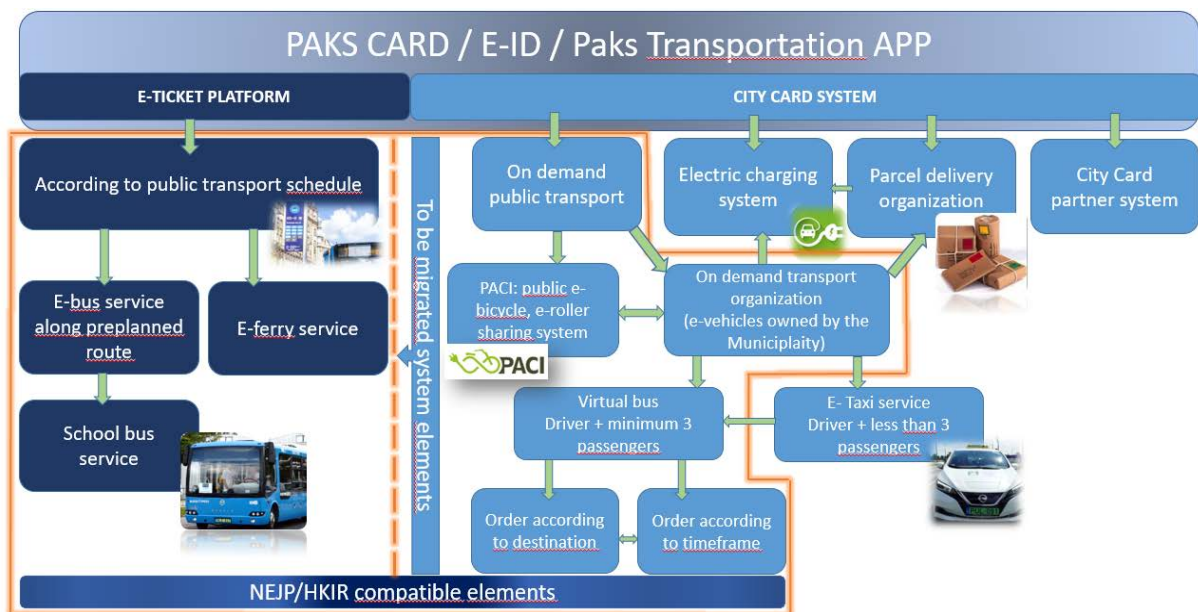 PAKS CARD / E-ID / Paks Transportation APP
E-TICKET PLATFORM
CITY CARD SYSTEM
According to public transport schedule
E-bus service
along preplanned
route
E-ferry service
School bus
service
To be migrated system elements
On demand
public transport
Electric charging
system
Parcel delivery
organization
City Card
partner system
PACI: public e-
bicycle, e-roller
sharing system
PACI
On demand transport
organization
(e-vehicles owned by the
Municiplaity)
Virtual bus
Driver + minimum 3
passengers
E- Taxi service
Driver + less than 3
passengers
Order according
to destination
Order according
to timeframe
NEJP/HKIR compatible elements